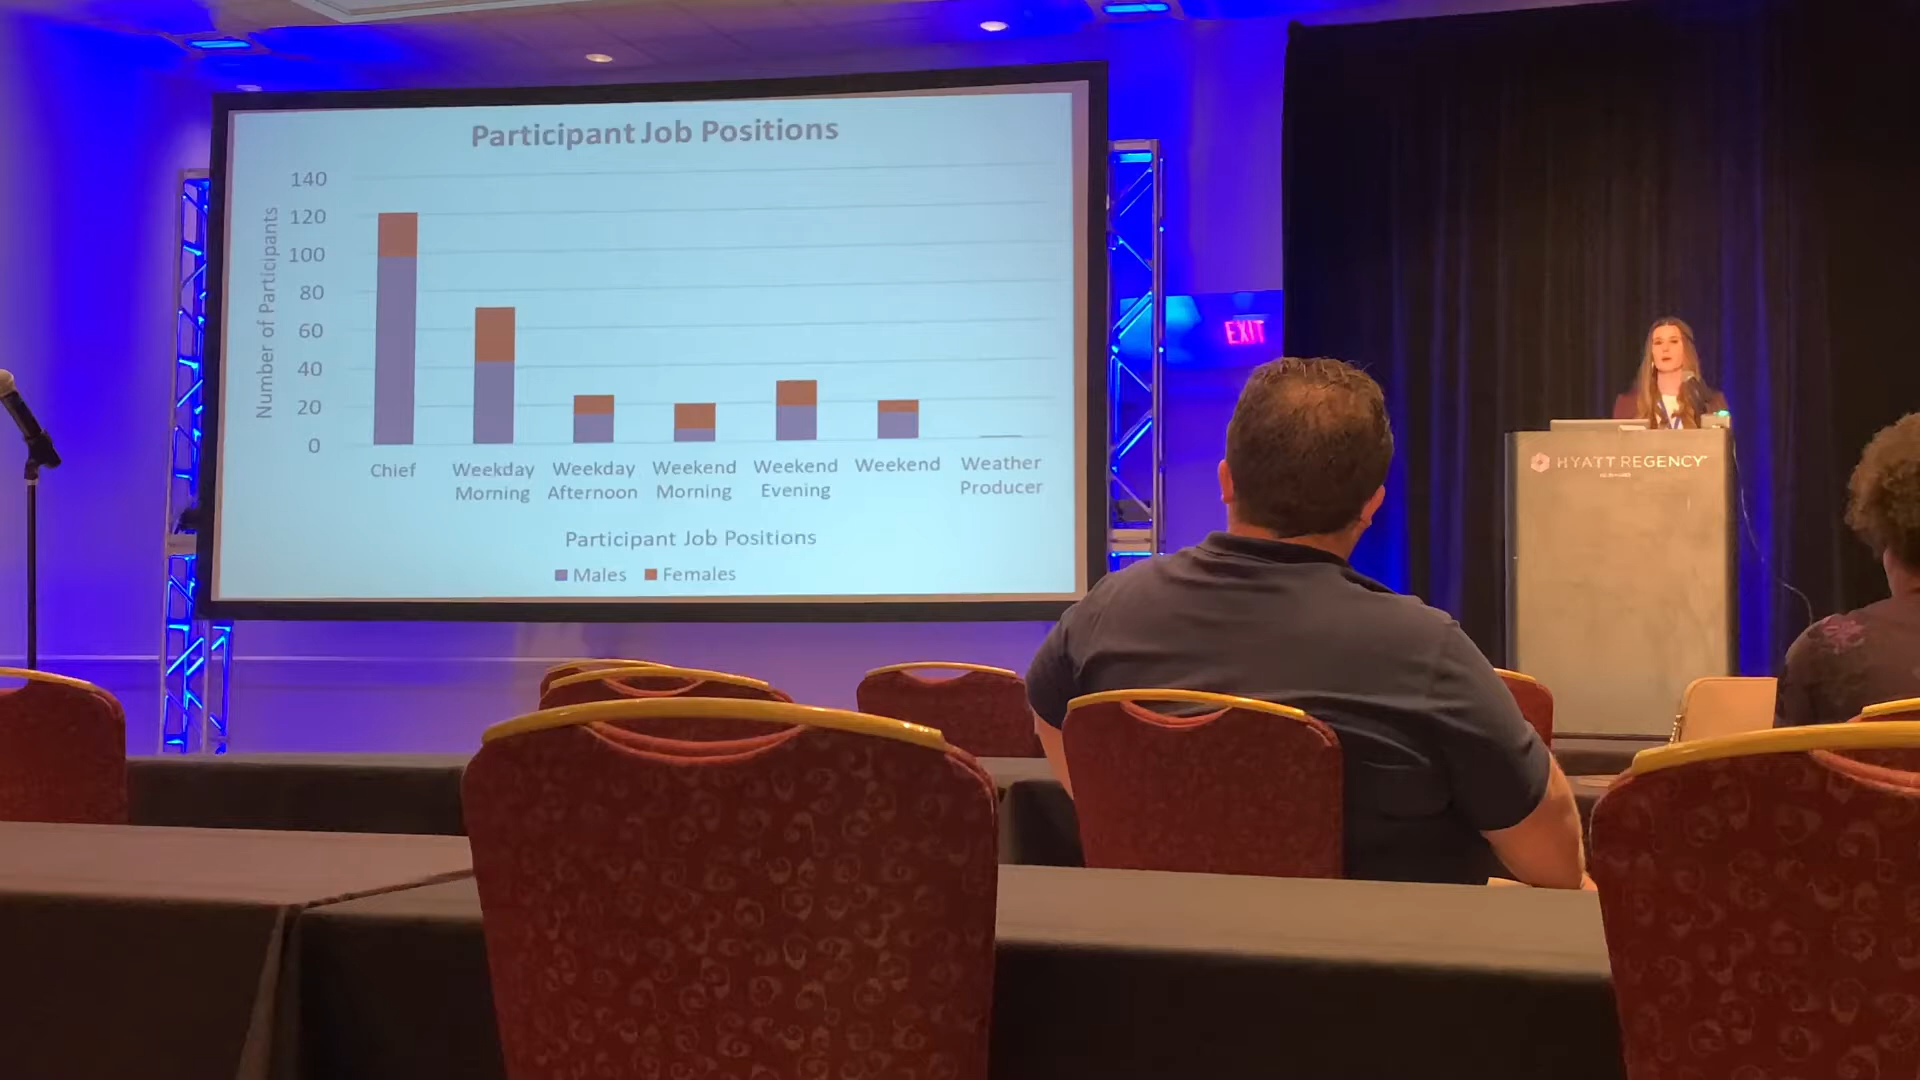 Participant Job Positions
140
120
100
80
60
40
20
0
Number of Participants
Chief
Weekday Morning
Weekday Afternoon
Weekend Morning
Weekend Evening
Weekend
Weather Producer
Participant Job Positions
Males
Females
EXIT
HYATT REGENCY